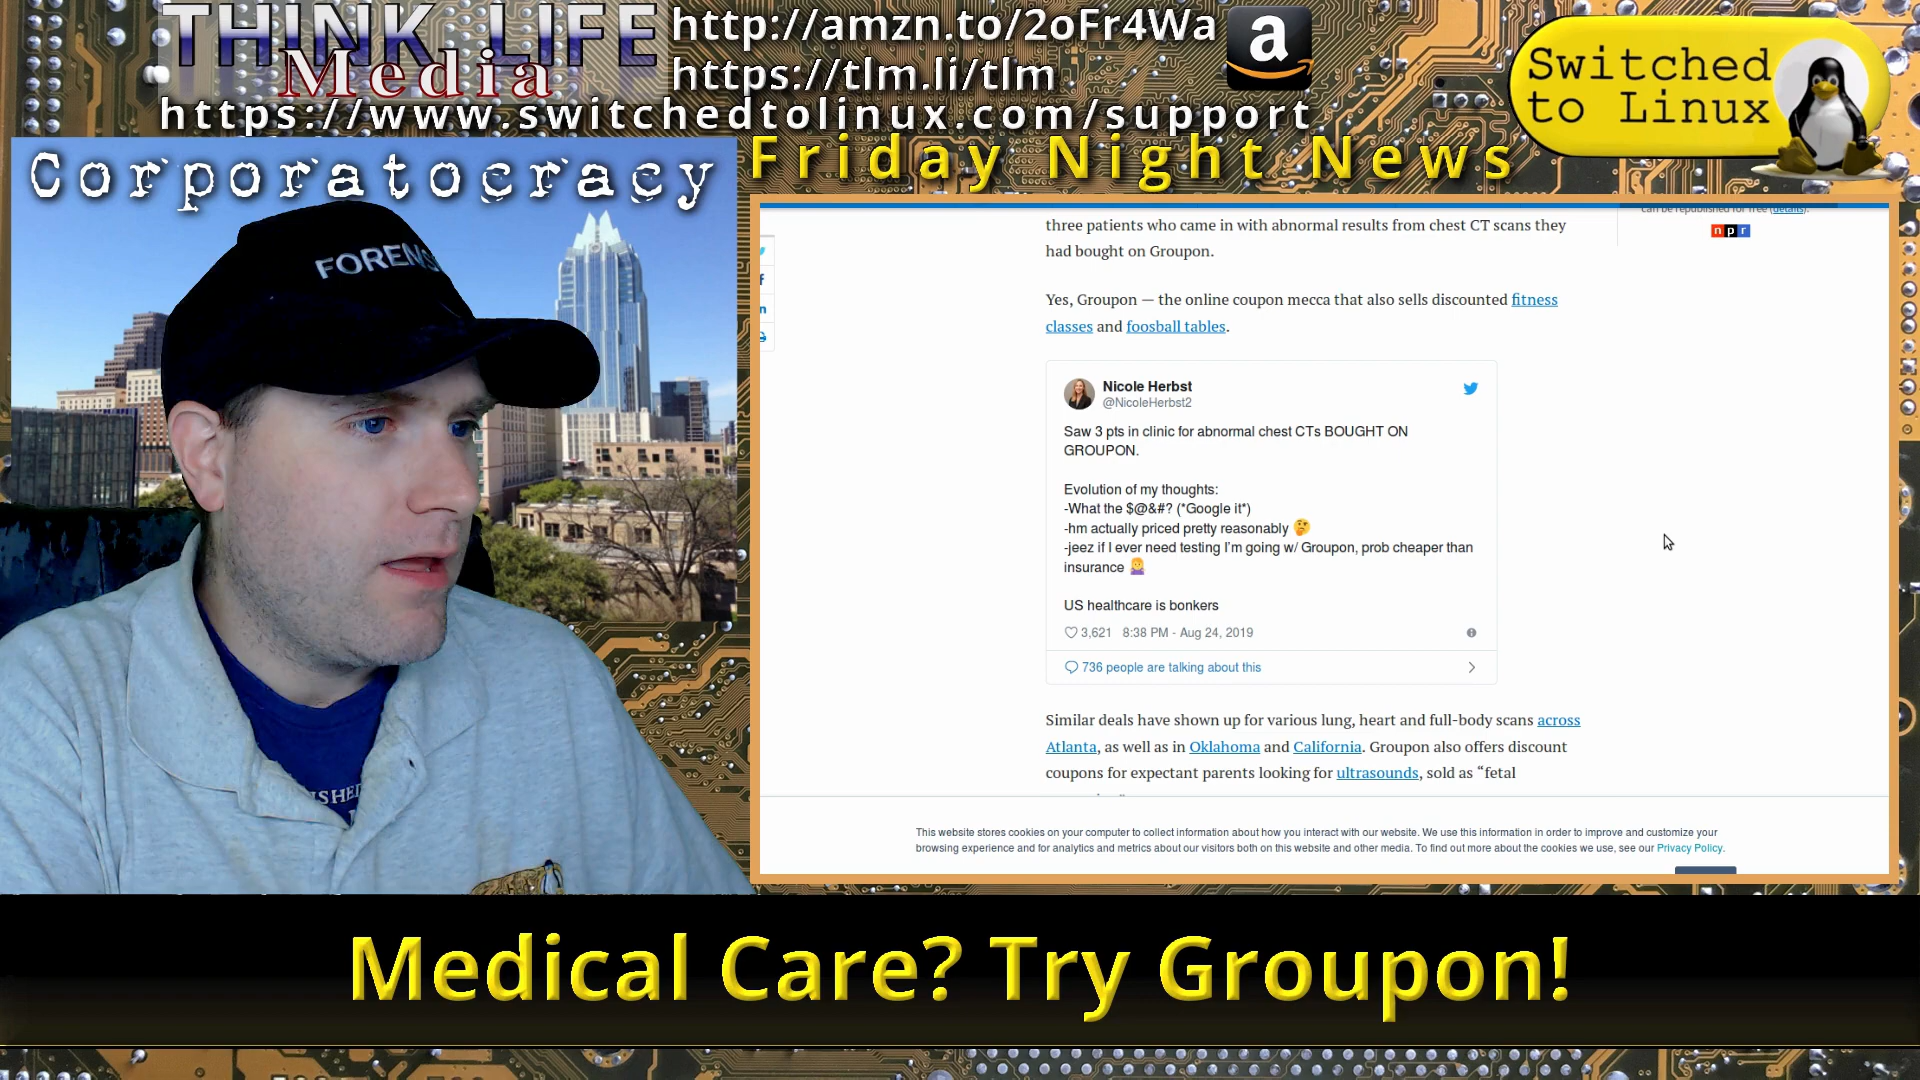 THINK LIFE
Media
http://amzn.to/2oFr4Wa
https://tlm.li/tlm
https://www.switchedtolinux.com/support
a
Switched
to Linux
Friday Night News
Corporatocracy
can be republished for free (details).
npr
three patients who came in with abnormal results from chest CT scans they
had bought on Groupon.
Yes, Groupon — the online coupon mecca that also sells discounted fitness
classes and foosball tables.
Nicole Herbst
@NicoleHerbst2
Saw 3 pts in clinic for abnormal chest CTs BOUGHT ON
GROUPON.
Evolution of my thoughts:
-What the $@&#? (*Google it*)
-hm actually priced pretty reasonably 🤔
-jeez if I ever need testing I'm going w/ Groupon, prob cheaper than
insurance 🤷‍♀️
US healthcare is bonkers
3,621 8:38 PM - Aug 24, 2019
736 people are talking about this
Similar deals have shown up for various lung, heart and full-body scans across
Atlanta, as well as in Oklahoma and California. Groupon also offers discount
coupons for expectant parents looking for ultrasounds, sold as “fetal
This website stores cookies on your computer to collect information about how you interact with our website. We use this information in order to improve and customize your
browsing experience and for analytics and metrics about our visitors both on this website and other media. To find out more about the cookies we use, see our Privacy Policy.
Medical Care? Try Groupon!